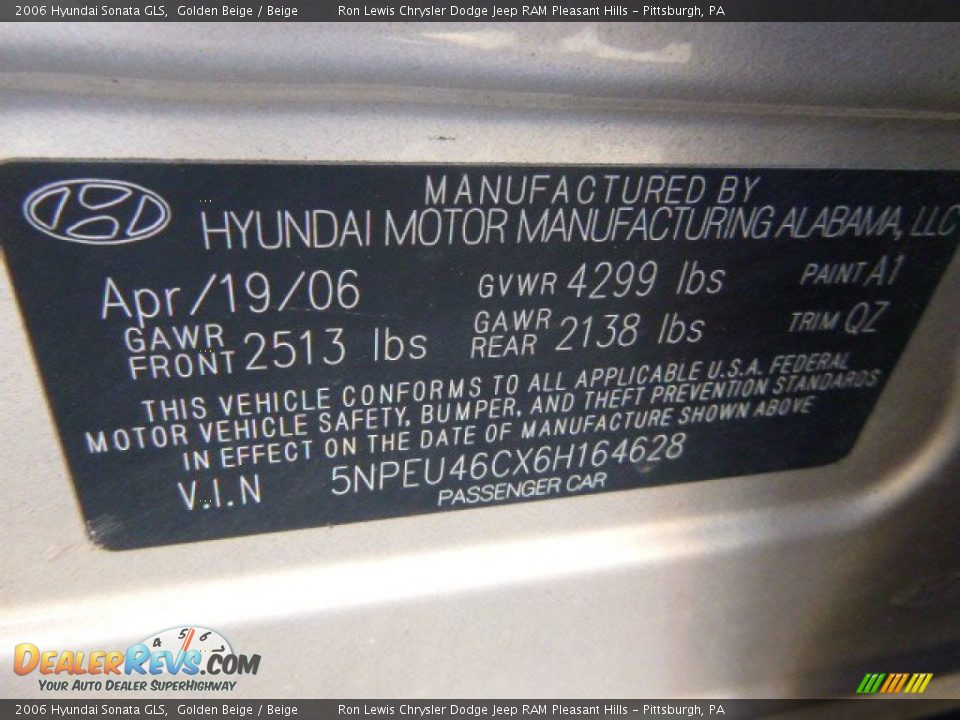 2006 Hyundai Sonata GLS,  Golden Beige / Beige        Ron Lewis Chrysler Dodge Jeep RAM Pleasant Hills - Pittsburgh, PA
MANUFACTURED BY
HYUNDAI MOTOR MANUFACTURING ALABAMA, LLC
Apr/19/06 GVWR 4299 lbs PAINT A1
GAWR FRONT 2513 lbs GAWR REAR 2138 lbs TRIM QZ
THIS VEHICLE CONFORMS TO ALL APPLICABLE U.S.A. FEDERAL
MOTOR VEHICLE SAFETY, BUMPER, AND THEFT PREVENTION STANDARDS
IN EFFECT ON THE DATE OF MANUFACTURE SHOWN ABOVE
V.I.N 5NPEU46CX6H164628
PASSENGER CAR
4 5 6
DEALERREVS.COM
YOUR AUTO DEALER SUPERHIGHWAY
2006 Hyundai Sonata GLS,  Golden Beige / Beige        Ron Lewis Chrysler Dodge Jeep RAM Pleasant Hills - Pittsburgh, PA